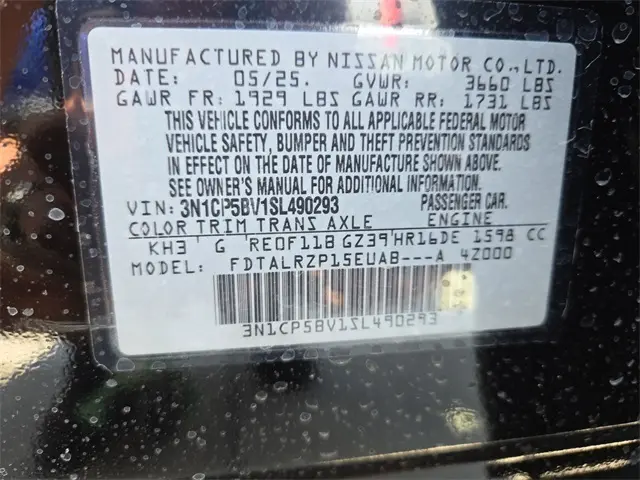 MANUFACTURED BY NISSAN MOTOR CO.,LTD.
DATE: 05/25. GVWR: 3660 LBS
GAWR FR: 1929 LBS GAWR RR: 1731 LBS
THIS VEHICLE CONFORMS TO ALL APPLICABLE FEDERAL MOTOR
VEHICLE SAFETY, BUMPER AND THEFT PREVENTION STANDARDS
IN EFFECT ON THE DATE OF MANUFACTURE SHOWN ABOVE.
SEE OWNER'S MANUAL FOR ADDITIONAL INFORMATION.
VIN: 3N1CP5BV1SL490293 PASSENGER CAR.
COLOR TRIM TRANS AXLE ENGINE
KH3 G RE0F11B GZ39 HR16DE 1598 CC
MODEL: FDTALRZP15EUAB---A 4Z000
3N1CP5BV1SL490293